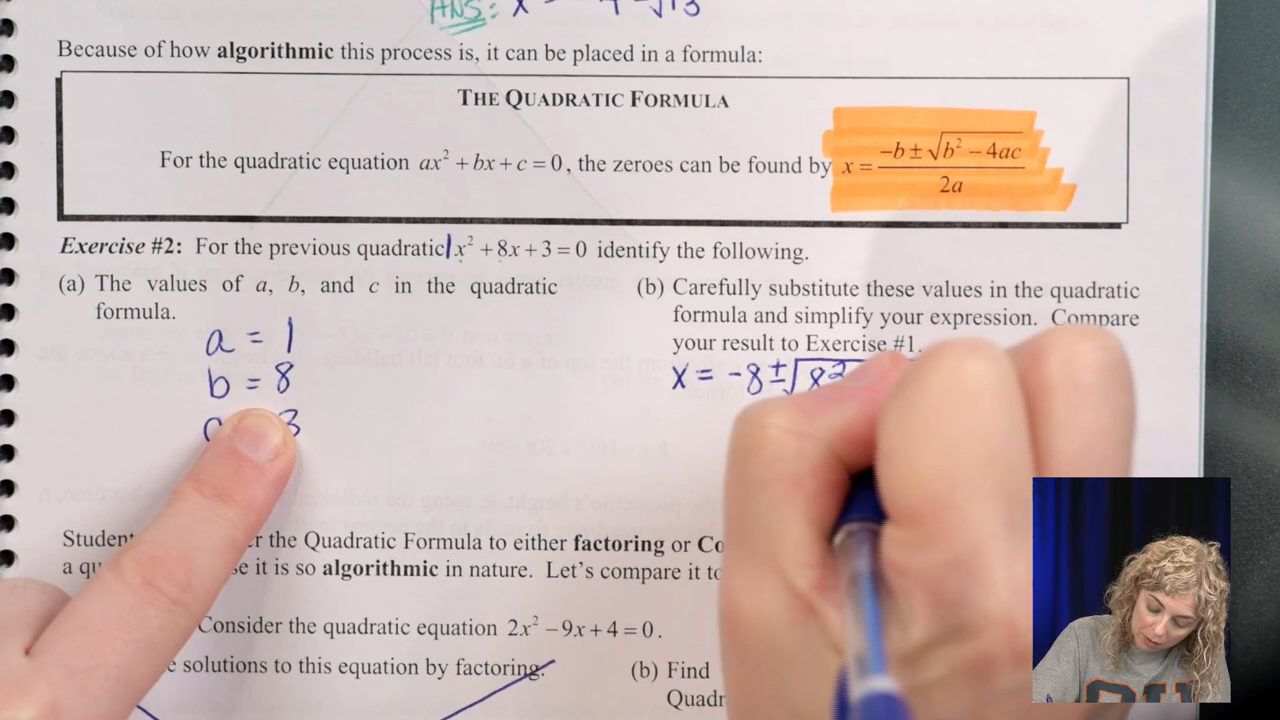 ANS: x = -4 ± √13
Because of how algorithmic this process is, it can be placed in a formula:
THE QUADRATIC FORMULA
For the quadratic equation ax² + bx + c = 0, the zeroes can be found by x = (-b ± √(b² - 4ac))/(2a)
Exercise #2: For the previous quadratic 1x² + 8x + 3 = 0 identify the following.
(a) The values of a, b, and c in the quadratic
formula.
a = 1
b = 8
3
(b) Carefully substitute these values in the quadratic
formula and simplify your expression. Compare
your result to Exercise #1.
x = -8 ± √8²
Student
r the Quadratic Formula to either factoring or Co
a qu
se it is so algorithmic in nature. Let's compare it to
Consider the quadratic equation 2x² - 9x + 4 = 0.
e solutions to this equation by factoring.
(b) Find
Quadr